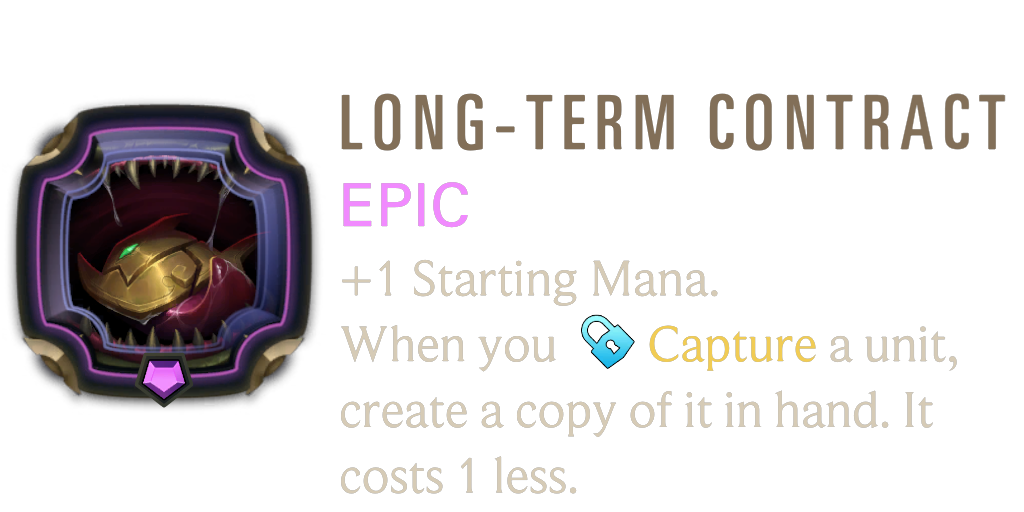 LONG-TERM CONTRACT
EPIC
+1 Starting Mana.
When you Capture a unit,
create a copy of it in hand. It
costs 1 less.